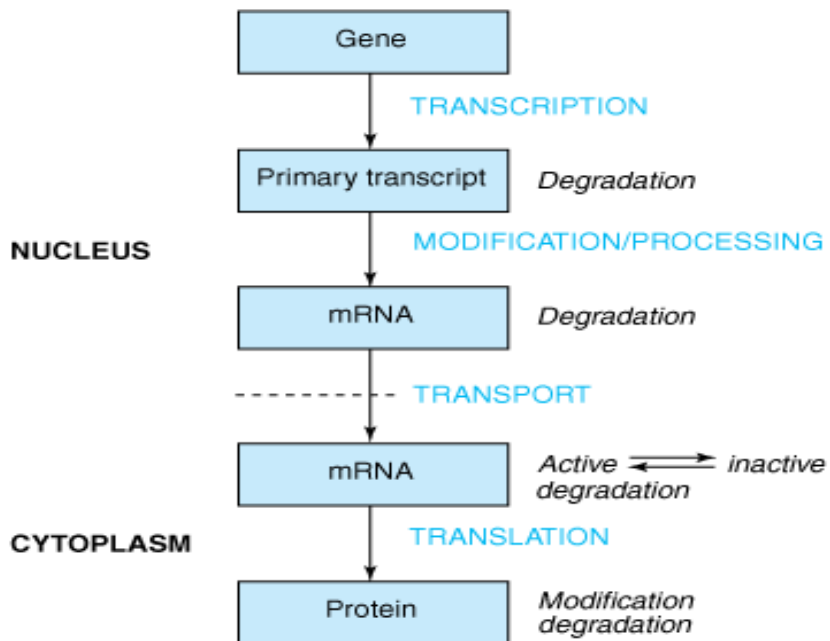 Gene
TRANSCRIPTION
Primary transcript
Degradation
NUCLEUS
MODIFICATION/PROCESSING
mRNA
Degradation
TRANSPORT
mRNA
Active inactive
degradation
CYTOPLASM
TRANSLATION
Protein
Modification
degradation